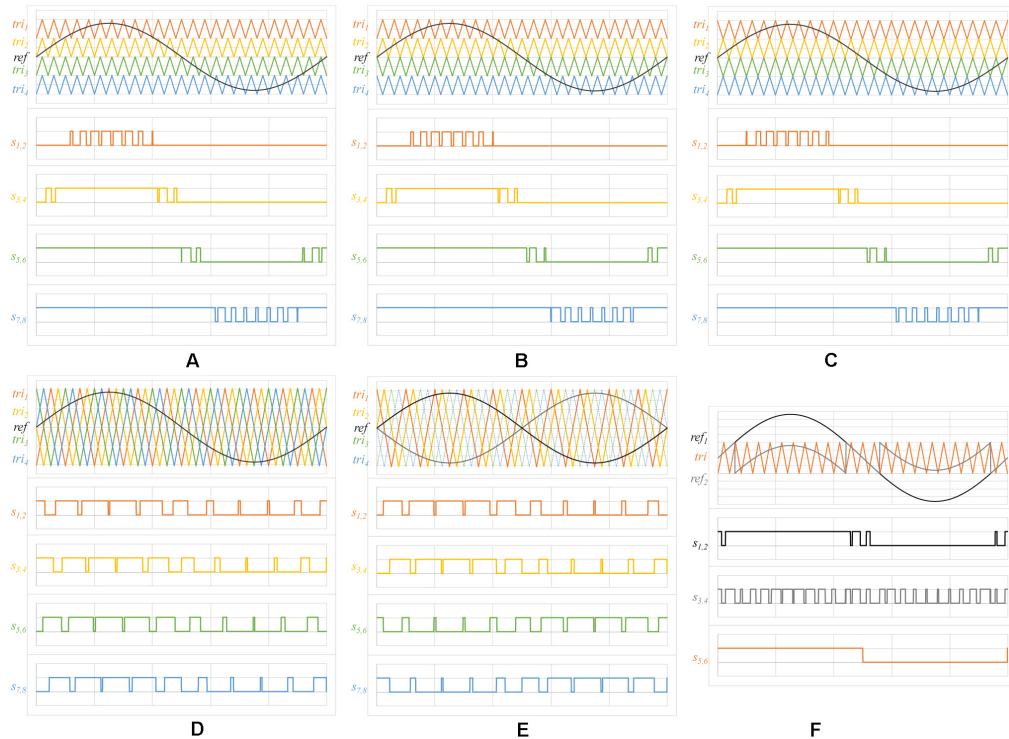 tri1
tri2
ref
tri3
tri4
s1,2
s3,4
s5,6
s7,8
A
tri1
tri2
ref
tri3
tri4
s1,2
s3,4
s5,6
s7,8
B
tri1
tri2
ref
tri3
tri4
s1,2
s3,4
s5,6
s7,8
C
tri1
tri2
ref
tri3
tri4
s1,2
s3,4
s5,6
s7,8
D
tri1
tri2
ref
tri3
tri4
s1,2
s3,4
s5,6
s7,8
E
ref1
tri
ref2
s1,2
s3,4
s5,6
F